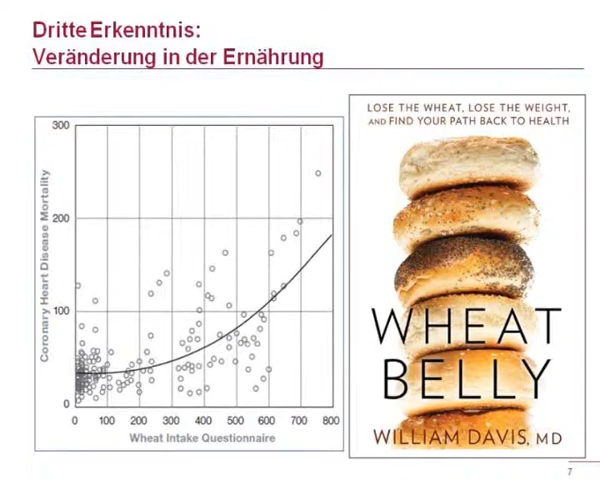 Dritte Erkenntnis:
Veränderung in der Ernährung
300
200
100
0
Coronary Heart Disease Mortality
0 100 200 300 400 500 600 700 800
Wheat Intake Questionnaire
LOSE THE WHEAT, LOSE THE WEIGHT,
AND FIND YOUR PATH BACK TO HEALTH
WHEAT
BELLY
WILLIAM DAVIS, MD
7